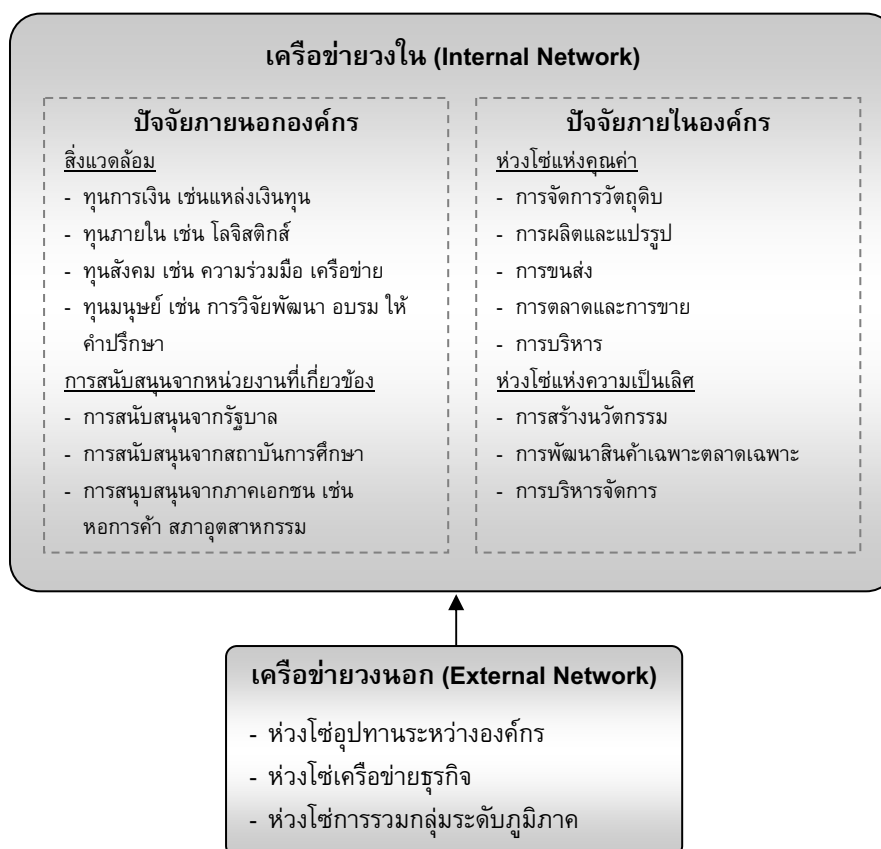 เครือข่ายวงใน (Internal Network)
ปัจจัยภายนอกองค์กร
สิ่งแวดล้อม
- ทุนการเงิน เช่นแหล่งเงินทุน
- ทุนภายใน เช่น โลจิสติกส์
- ทุนสังคม เช่น ความร่วมมือ เครือข่าย
- ทุนมนุษย์ เช่น การวิจัยพัฒนา อบรม ให้
คำปรึกษา
การสนับสนุนจากหน่วยงานที่เกี่ยวข้อง
- การสนับสนุนจากรัฐบาล
- การสนับสนุนจากสถาบันการศึกษา
- การสนุบสนุนจากภาคเอกชน เช่น
หอการค้า สภาอุตสาหกรรม
ปัจจัยภายในองค์กร
ห่วงโซ่แห่งคุณค่า
- การจัดการวัตถุดิบ
- การผลิตและแปรรูป
- การขนส่ง
- การตลาดและการขาย
- การบริหาร
ห่วงโซ่แห่งความเป็นเลิศ
- การสร้างนวัตกรรม
- การพัฒนาสินค้าเฉพาะตลาดเฉพาะ
- การบริหารจัดการ
เครือข่ายวงนอก (External Network)
- ห่วงโซ่อุปทานระหว่างองค์กร
- ห่วงโซ่เครือข่ายธุรกิจ
- ห่วงโซ่การรวมกลุ่มระดับภูมิภาค